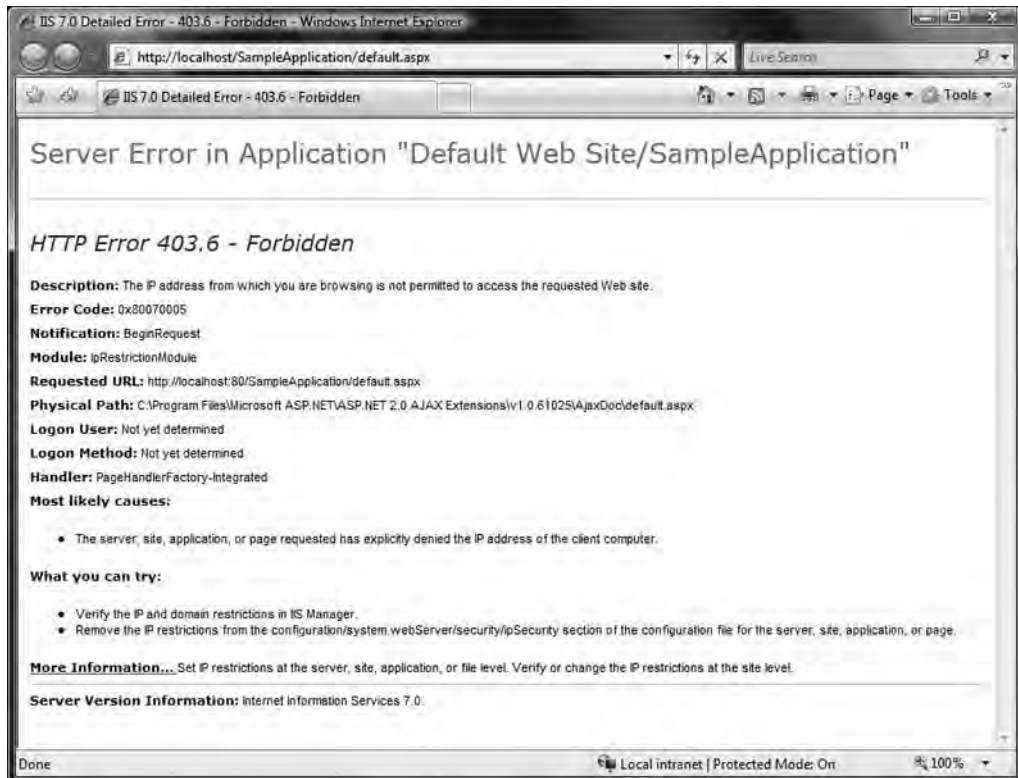 IIS 7.0 Detailed Error - 403.6 - Forbidden - Windows Internet Explorer
http://localhost/SampleApplication/default.aspx
Live Search
IIS 7.0 Detailed Error - 403.6 - Forbidden
Page
Tools
Server Error in Application "Default Web Site/SampleApplication"
HTTP Error 403.6 - Forbidden
Description: The IP address from which you are browsing is not permitted to access the requested Web site.
Error Code: 0x80070005
Notification: BeginRequest
Module: IpRestrictionModule
Requested URL: http://localhost:80/SampleApplication/default.aspx
Physical Path: C:\Program Files\Microsoft ASP.NET\ASP.NET 2.0 AJAX Extensions\v1.0.61025\AjaxDoc\default.aspx
Logon User: Not yet determined
Logon Method: Not yet determined
Handler: PageHandlerFactory-Integrated
Most likely causes:
• The server, site, application, or page requested has explicitly denied the IP address of the client computer.
What you can try:
• Verify the IP and domain restrictions in IIS Manager.
• Remove the IP restrictions from the configuration/system.webServer/security/ipSecurity section of the configuration file for the server, site, application, or page.
More Information... Set IP restrictions at the server, site, application, or file level. Verify or change the IP restrictions at the site level.
Server Version Information: Internet Information Services 7.0.
Done
Local intranet | Protected Mode: On
100%